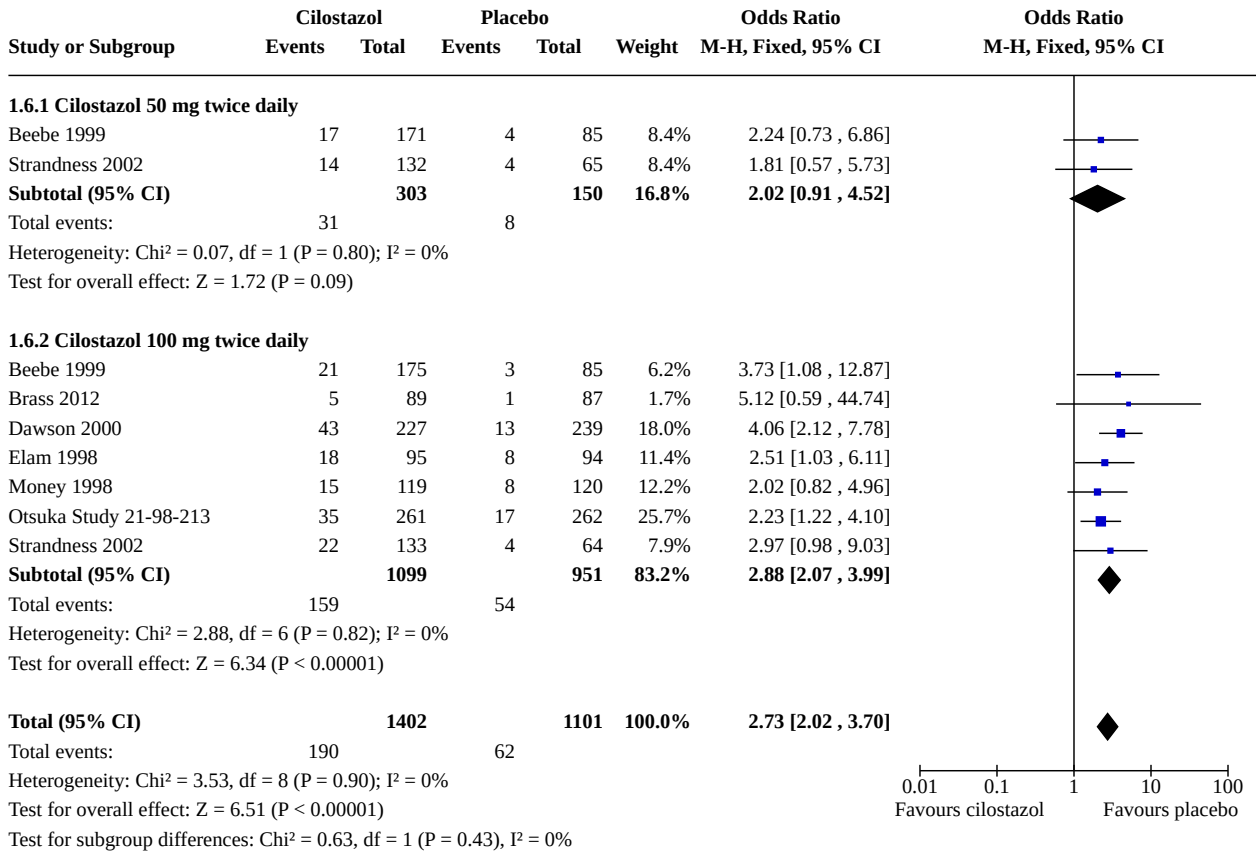 Cilostazol Placebo Odds Ratio Odds Ratio
Study or Subgroup Events Total Events Total Weight M-H, Fixed, 95% CI M-H, Fixed, 95% CI
1.6.1 Cilostazol 50 mg twice daily
Beebe 1999 17 171 4 85 8.4% 2.24 [0.73 , 6.86]
Strandness 2002 14 132 4 65 8.4% 1.81 [0.57 , 5.73]
Subtotal (95% CI) 303 150 16.8% 2.02 [0.91 , 4.52]
Total events: 31 8
Heterogeneity: Chi² = 0.07, df = 1 (P = 0.80); I² = 0%
Test for overall effect: Z = 1.72 (P = 0.09)
1.6.2 Cilostazol 100 mg twice daily
Beebe 1999 21 175 3 85 6.2% 3.73 [1.08 , 12.87]
Brass 2012 5 89 1 87 1.7% 5.12 [0.59 , 44.74]
Dawson 2000 43 227 13 239 18.0% 4.06 [2.12 , 7.78]
Elam 1998 18 95 8 94 11.4% 2.51 [1.03 , 6.11]
Money 1998 15 119 8 120 12.2% 2.02 [0.82 , 4.96]
Otsuka Study 21-98-213 35 261 17 262 25.7% 2.23 [1.22 , 4.10]
Strandness 2002 22 133 4 64 7.9% 2.97 [0.98 , 9.03]
Subtotal (95% CI) 1099 951 83.2% 2.88 [2.07 , 3.99]
Total events: 159 54
Heterogeneity: Chi² = 2.88, df = 6 (P = 0.82); I² = 0%
Test for overall effect: Z = 6.34 (P < 0.00001)
Total (95% CI) 1402 1101 100.0% 2.73 [2.02 , 3.70]
Total events: 190 62
Heterogeneity: Chi² = 3.53, df = 8 (P = 0.90); I² = 0%
0.01 0.1 1 10 100
Test for overall effect: Z = 6.51 (P < 0.00001)
Favours cilostazol Favours placebo
Test for subgroup differences: Chi² = 0.63, df = 1 (P = 0.43), I² = 0%